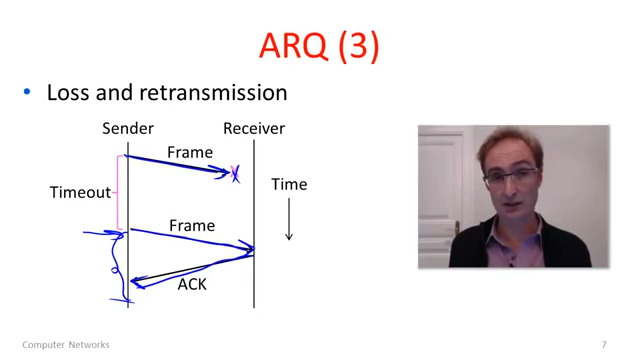 ARQ (3)
• Loss and retransmission
Sender Receiver
Frame
Timeout
Time
Frame
ACK
Computer Networks 7